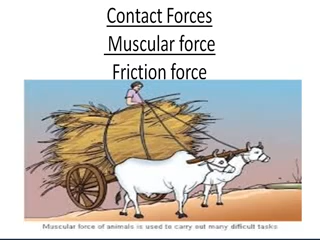 Contact Forces
Muscular force
Friction force
Muscular force of animals is used to carry out many difficult tasks